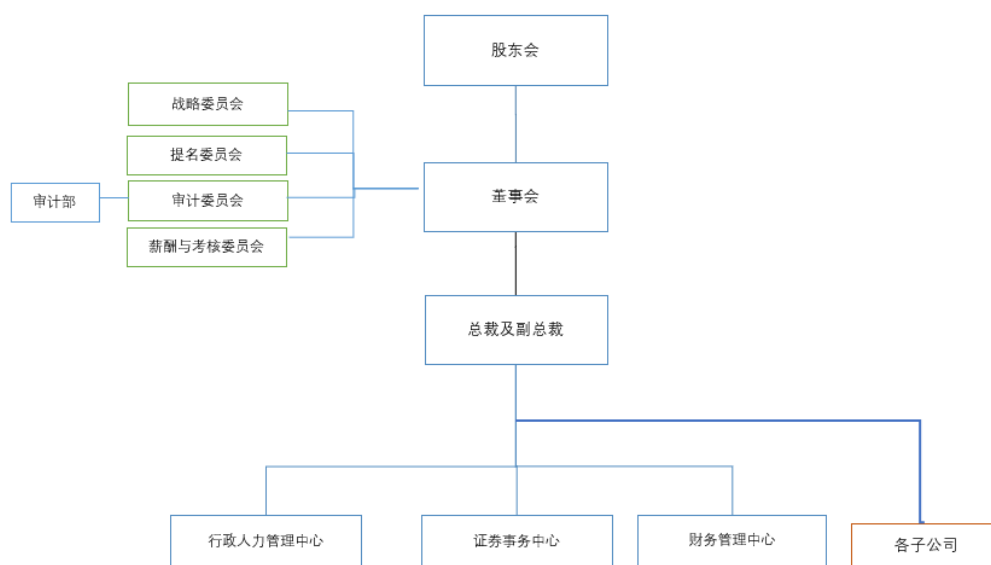 股东会
战略委员会
提名委员会
董事会
审计部
审计委员会
薪酬与考核委员会
总裁及副总裁
行政人力管理中心
证券事务中心
财务管理中心
各子公司